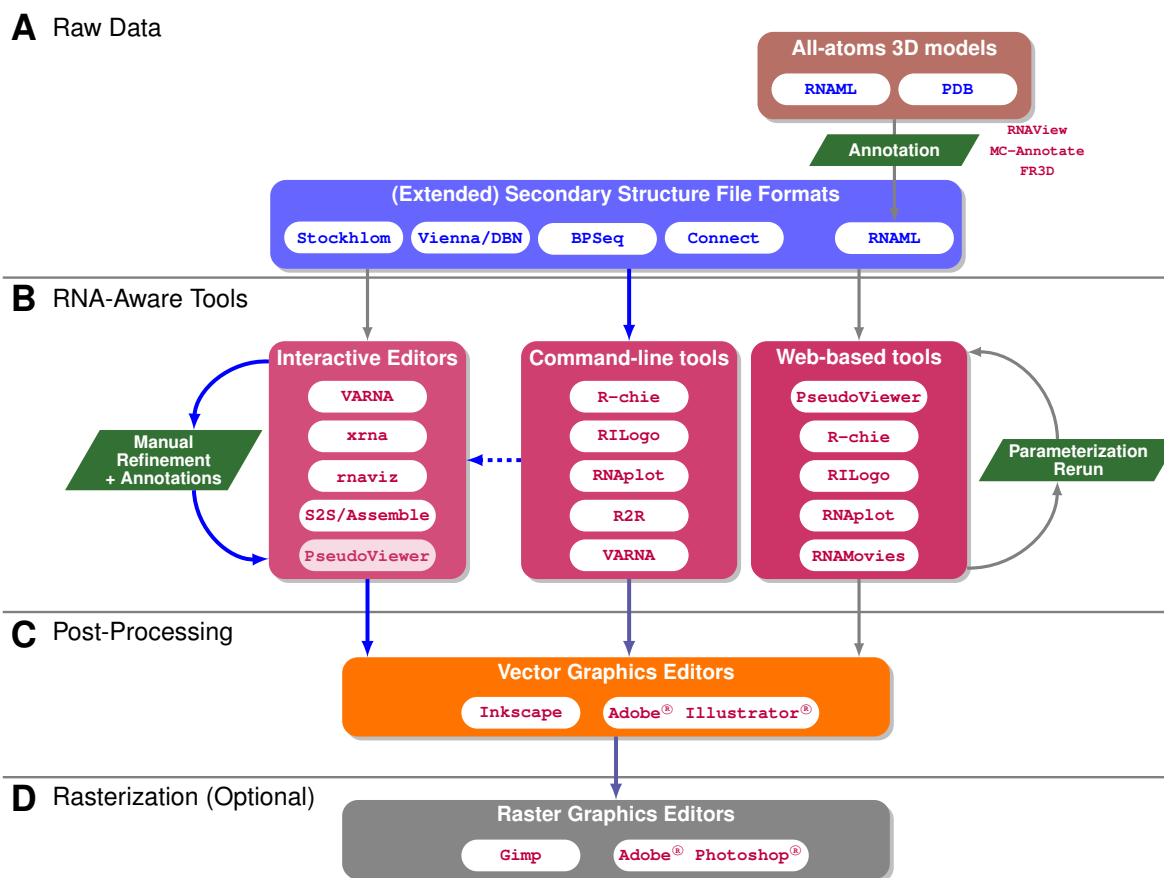 A Raw Data
All-atoms 3D models
RNAML PDB
Annotation
RNAView
MC-Annotate
FR3D
(Extended) Secondary Structure File Formats
Stockhlom Vienna/DBN BPSeq Connect RNAML
B RNA-Aware Tools
Interactive Editors
VARNA
xrna
rnaviz
S2S/Assemble
PseudoViewer
Manual
Refinement
+ Annotations
Command-line tools
R-chie
RILogo
RNAplot
R2R
VARNA
Web-based tools
PseudoViewer
R-chie
RILogo
RNAplot
RNAMovies
Parameterization
Rerun
C Post-Processing
Vector Graphics Editors
Inkscape Adobe® Illustrator®
D Rasterization (Optional)
Raster Graphics Editors
Gimp Adobe® Photoshop®